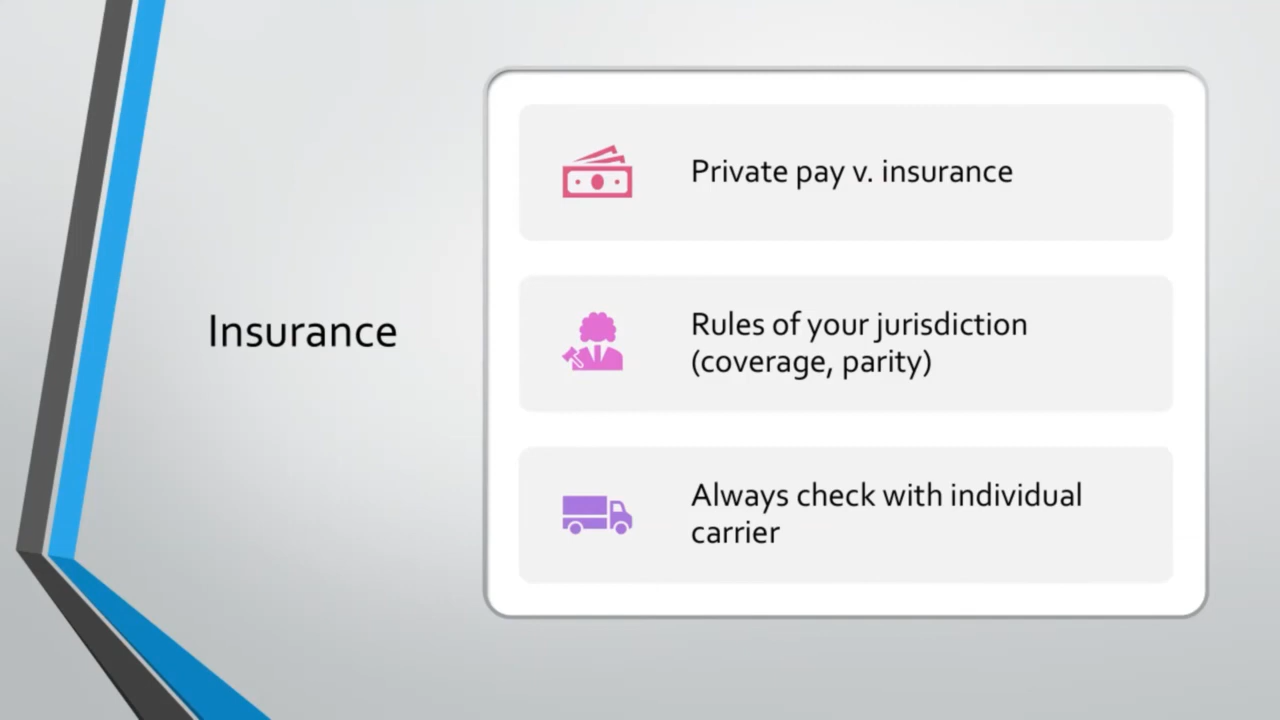 Insurance
Private pay v. insurance
Rules of your jurisdiction
(coverage, parity)
Always check with individual
carrier